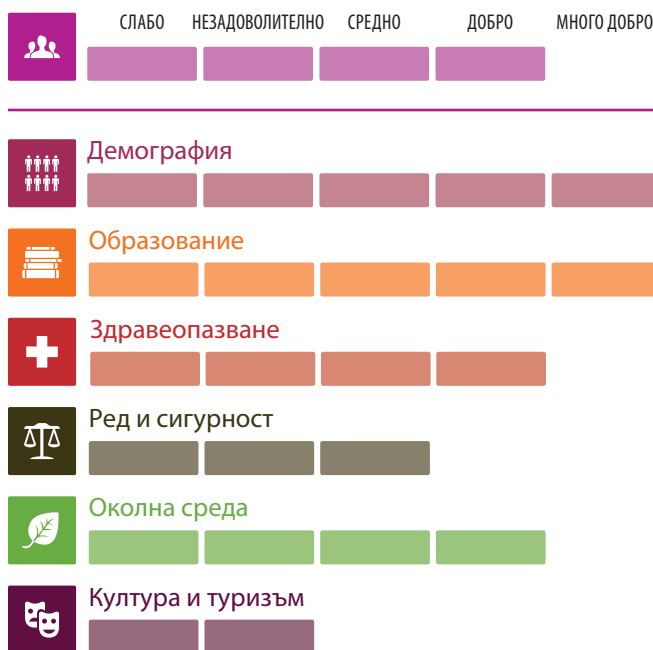 СЛАБО НЕЗАДОВОЛИТЕЛНО СРЕДНО ДОБРО МНОГО ДОБРО
Демография
Образование
Здравеопазване
Ред и сигурност
Околна среда
Култура и туризъм